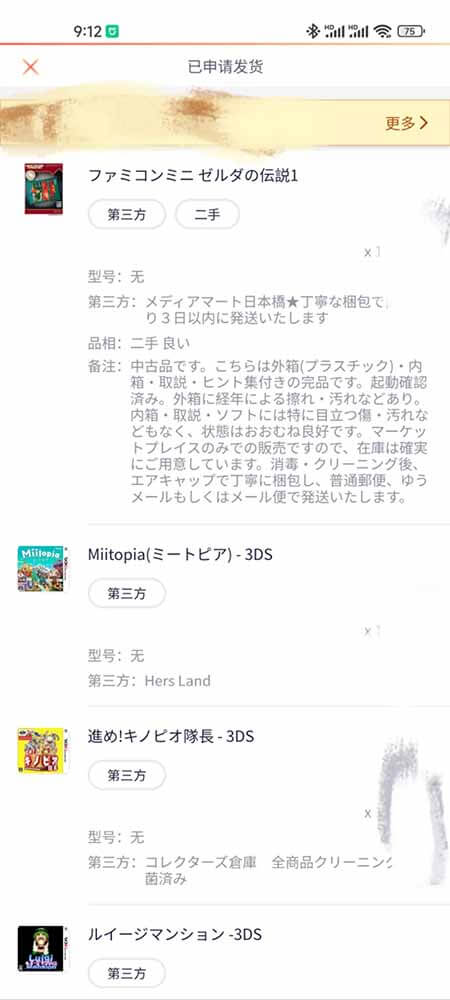 9:12
HD HD 75
已申请发货
更多
ファミコンミニ ゼルダの伝説1
第三方 二手
x 1
型号：无
第三方：メディアマート日本橋★丁寧な梱包で
り３日以内に発送いたします
品相：二手 良い
备注：中古品です。こちらは外箱(プラスチック)・内
箱・取説・ヒント集付きの完品です。起動確認
済み。外箱に経年による擦れ・汚れなどあり。
内箱・取説・ソフトには特に目立つ傷・汚れな
どもなく、状態はおおむね良好です。マーケッ
トプレイスのみでの販売ですので、在庫は確実
にご用意しています。消毒・クリーニング後、
エアキャップで丁寧に梱包し、普通郵便、ゆう
メールもしくはメール便で発送いたします。
Miitopia
Miitopia(ミートピア) - 3DS
第三方
x 1
型号：无
第三方：Hers Land
キノピオ
進め!キノピオ隊長 - 3DS
第三方
x
型号：无
第三方：コレクターズ倉庫　全商品クリーニング
菌済み
Luigi
ルイージマンション -3DS
第三方